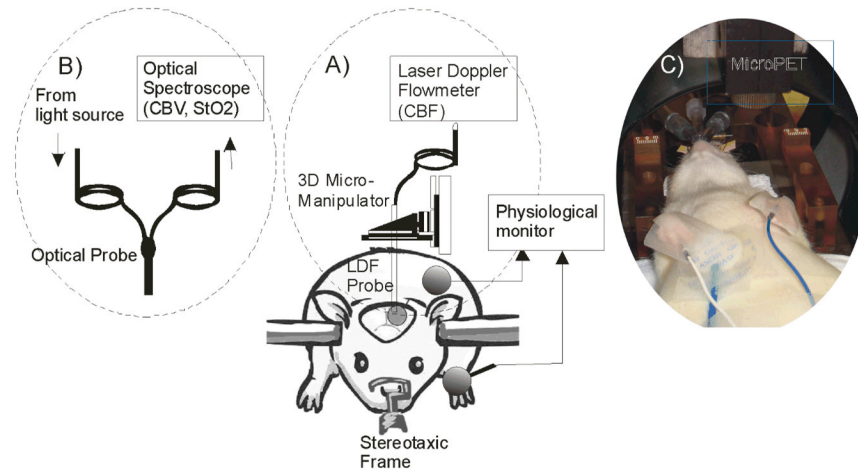 B)
From
light source
Optical
Spectroscope
(CBV, StO2)
Optical Probe
A)
Laser Doppler
Flowmeter
(CBF)
3D Micro-
Manipulator
LDF
Probe
Physiological
monitor
Stereotaxic
Frame
C)
MicroPET